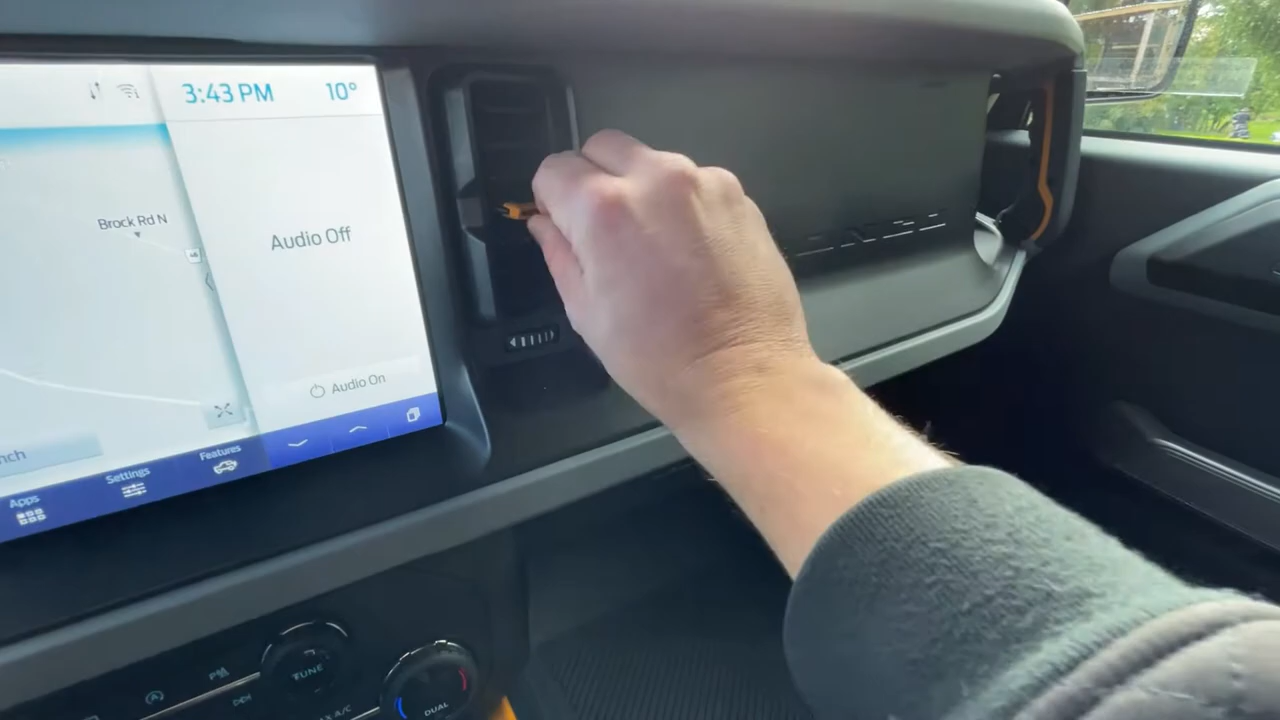 3:43 PM
10°
Brock Rd N
Audio Off
Audio On
Features
Settings
Apps
TUNE
DUAL